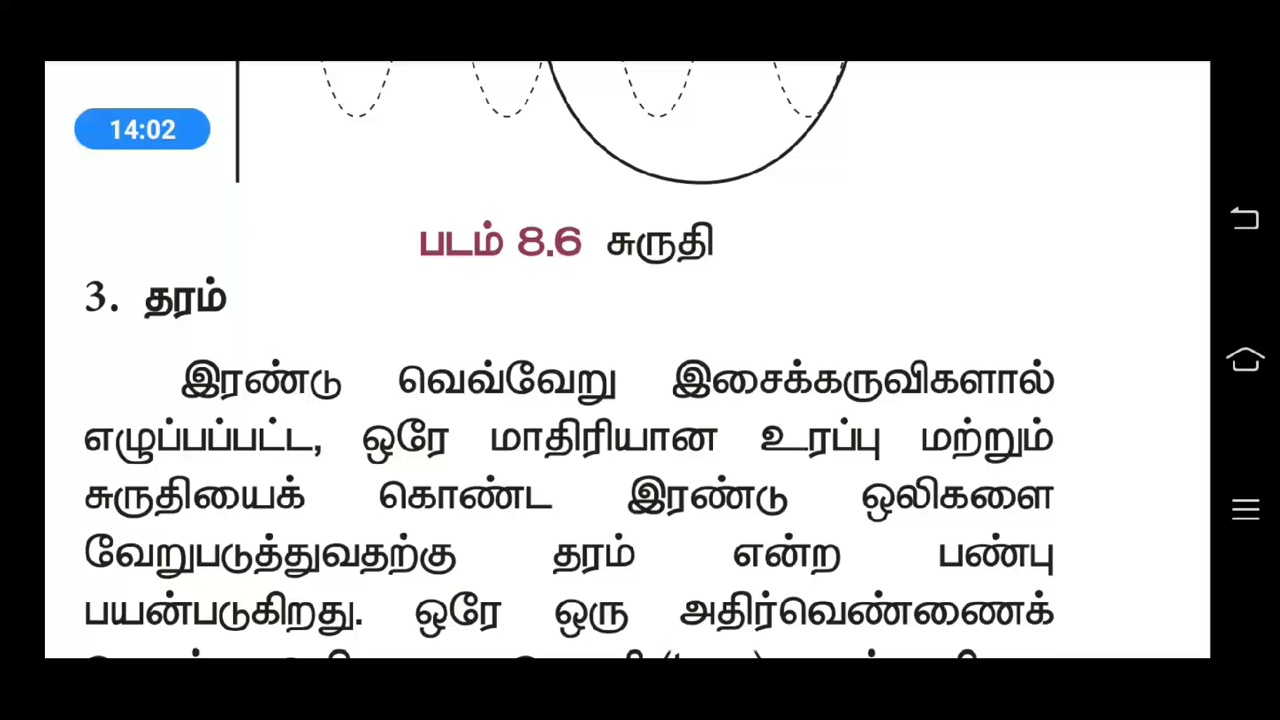 14:02
படம் 8.6 சுருதி
3. தரம்
இரண்டு வெவ்வேறு இசைக்கருவிகளால்
எழுப்பப்பட்ட, ஒரே மாதிரியான உரப்பு மற்றும்
சுருதியைக் கொண்ட இரண்டு ஒலிகளை
வேறுபடுத்துவதற்கு தரம் என்ற பண்பு
பயன்படுகிறது. ஒரே ஒரு அதிர்வெண்ணைக்